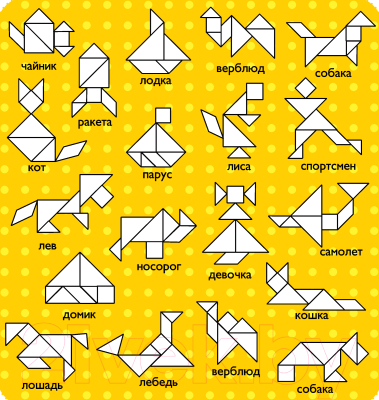 чайник
лодка
верблюд
собака
ракета
кот
парус
лиса
спортсмен
лев
носорог
девочка
самолет
домик
кошка
лошадь
лебедь
верблюд
собака